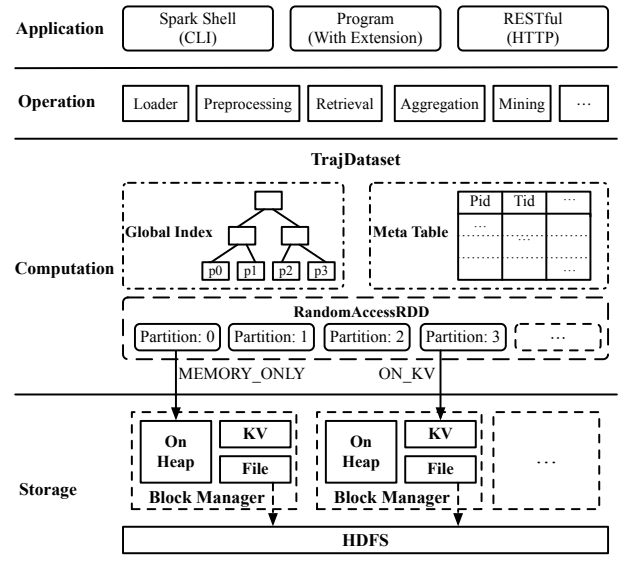 Application
Spark Shell
(CLI)
Program
(With Extension)
RESTful
(HTTP)
Operation
Loader
Preprocessing
Retrieval
Aggregation
Mining
...
TrajDataset
Computation
Global Index
p0
p1
p2
p3
Meta Table
Pid
Tid
...
...
...
...
RandomAccessRDD
Partition: 0
Partition: 1
Partition: 2
Partition: 3
...
MEMORY_ONLY
ON_KV
Storage
On
Heap
KV
File
Block Manager
On
Heap
KV
File
Block Manager
...
HDFS